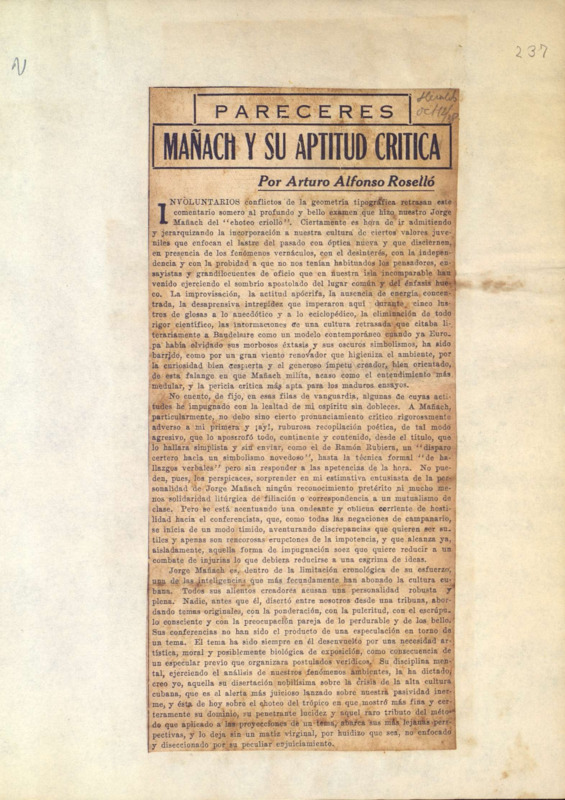 N
237
Herald
PARECERES
MAÑACH Y SU APTITUD CRITICA
Por Arturo Alfonso Roselló
INVOLUNTARIOS conflictos de la geometría tipográfica retrasan este
comentario somero al profundo y bello examen que hizo nuestro Jorge
Mañach del "choteo criollo". Ciertamente es hora de ir admitiendo
y jerarquizando la incorporación a nuestra cultura de ciertos valores juve-
niles que enfocan el lastre del pasado con óptica nueva y que disciernen,
en presencia de los fenómenos vernáculos, con el desinterés, con la indepen-
dencia y con la probidad a que no nos tenían habituados los pensadores, en-
sayistas y grandilocuentes de oficio que en nuestra isla incomparable han
venido ejerciendo el sombrío apostolado del lugar común y del énfasis hue-
co. La improvisación, la actitud apócrifa, la ausencia de energía concen-
trada, la desaprensiva intrepidez que imperaron aquí durante cinco lus-
tros de glosas a lo anecdótico y a lo ciclopédico, la eliminación de todo
rigor científico, las informaciones de una cultura retrasada que citaba li-
terariamente a Baudelaire como un modelo contemporáneo cuando ya Euro-
pa había olvidado sus morbosos éxtasis y sus oscuros simbolismos, ha sido
barrido, como por un gran viento renovador que higieniza el ambiente, por
la curiosidad bien despierta y el generoso ímpetu creador, bien orientado,
de ésta falange en que Mañach milita, acaso como el entendimiento más
medular, y la pericia crítica más apta para los maduros ensayos.
No cuento, de fijo, en esas filas de vanguardia, algunas de cuyas acti-
tudes he impugnado con la lealtad de mi espíritu sin dobleces. A Mañach,
particularmente, no debo sino cierto pronunciamiento crítico rigorosamente
adverso a mi primera y ¡ay!, ruburosa recopilación poética, de tal modo
agresivo, que lo apostrofó todo, continente y contenido, desde el título, que
lo hallara simplista y sin enviar, como el de Ramón Rubiera, un "disparo
certero hacia un simbolismo novedoso", hasta la técnica formal "de ha-
llazgos verbales" pero sin responder a las apetencias de la hora. No pue-
den, pues, los perspicaces, sorprender en mi estimativa entusiasta de la per-
sonalidad de Jorge Mañach ningún reconocimiento pretérito ni mucho me-
nos solidaridad litúrgica de filiación o correspondencia a un mutualismo de
clase. Pero se está acentuando una ondeante y oblicua corriente de hosti-
lidad hacia el conferencista, que, como todas las negaciones de campanario,
se inicia de un modo tímido, aventurando discrepancias que quieren ser su-
tiles y apenas son rencorosas erupciones de la impotencia, y que alcanza ya,
aisladamente, aquella forma de impugnación soez que quiere reducir a un
combate de injurias lo que debiera reducirse a una esgrima de ideas.
Jorge Mañach es, dentro de la limitación cronológica de su esfuerzo,
una de las inteligencias que más fecundamente han abonado la cultura cu-
bana. Todos sus alientos creadores acusan una personalidad robusta y
plena. Nadie, antes que él, disertó entre nosotros desde una tribuna, abor-
dando temas originales, con la ponderación, con la pulcritud, con el escrúpu-
lo consciente y con la preocupación pareja de lo perdurable y de los bello.
Sus conferencias no han sido el producto de una especulación en torno de
un tema. El tema ha sido siempre en él desenvuelto por una necesidad ar-
tística, moral y posiblemente biológica de exposición, como consecuencia de
un especular previo que organizara postulados verídicos. Su disciplina men-
tal, ejerciendo el análisis de nuestros fenómenos ambientes, la ha dictado,
creo yo, aquella su disertación nobilísima sobre la crisis de la alta cultura
cubana, que es el alerta más juicioso lanzado sobre nuestra pasividad iner-
me, y ésta de hoy sobre el choteo del trópico en que mostró más fina y cer-
teramente su dominio, su penetrante lucidez y aquel raro tributo del méto-
do que aplicado a las proyecciones de un tema, abarca sus más lejanas pers-
pectivas, y lo deja sin un matiz virginal, por huidizo que sea, no enfocado
y diseccionado por su peculiar enjuiciamiento.